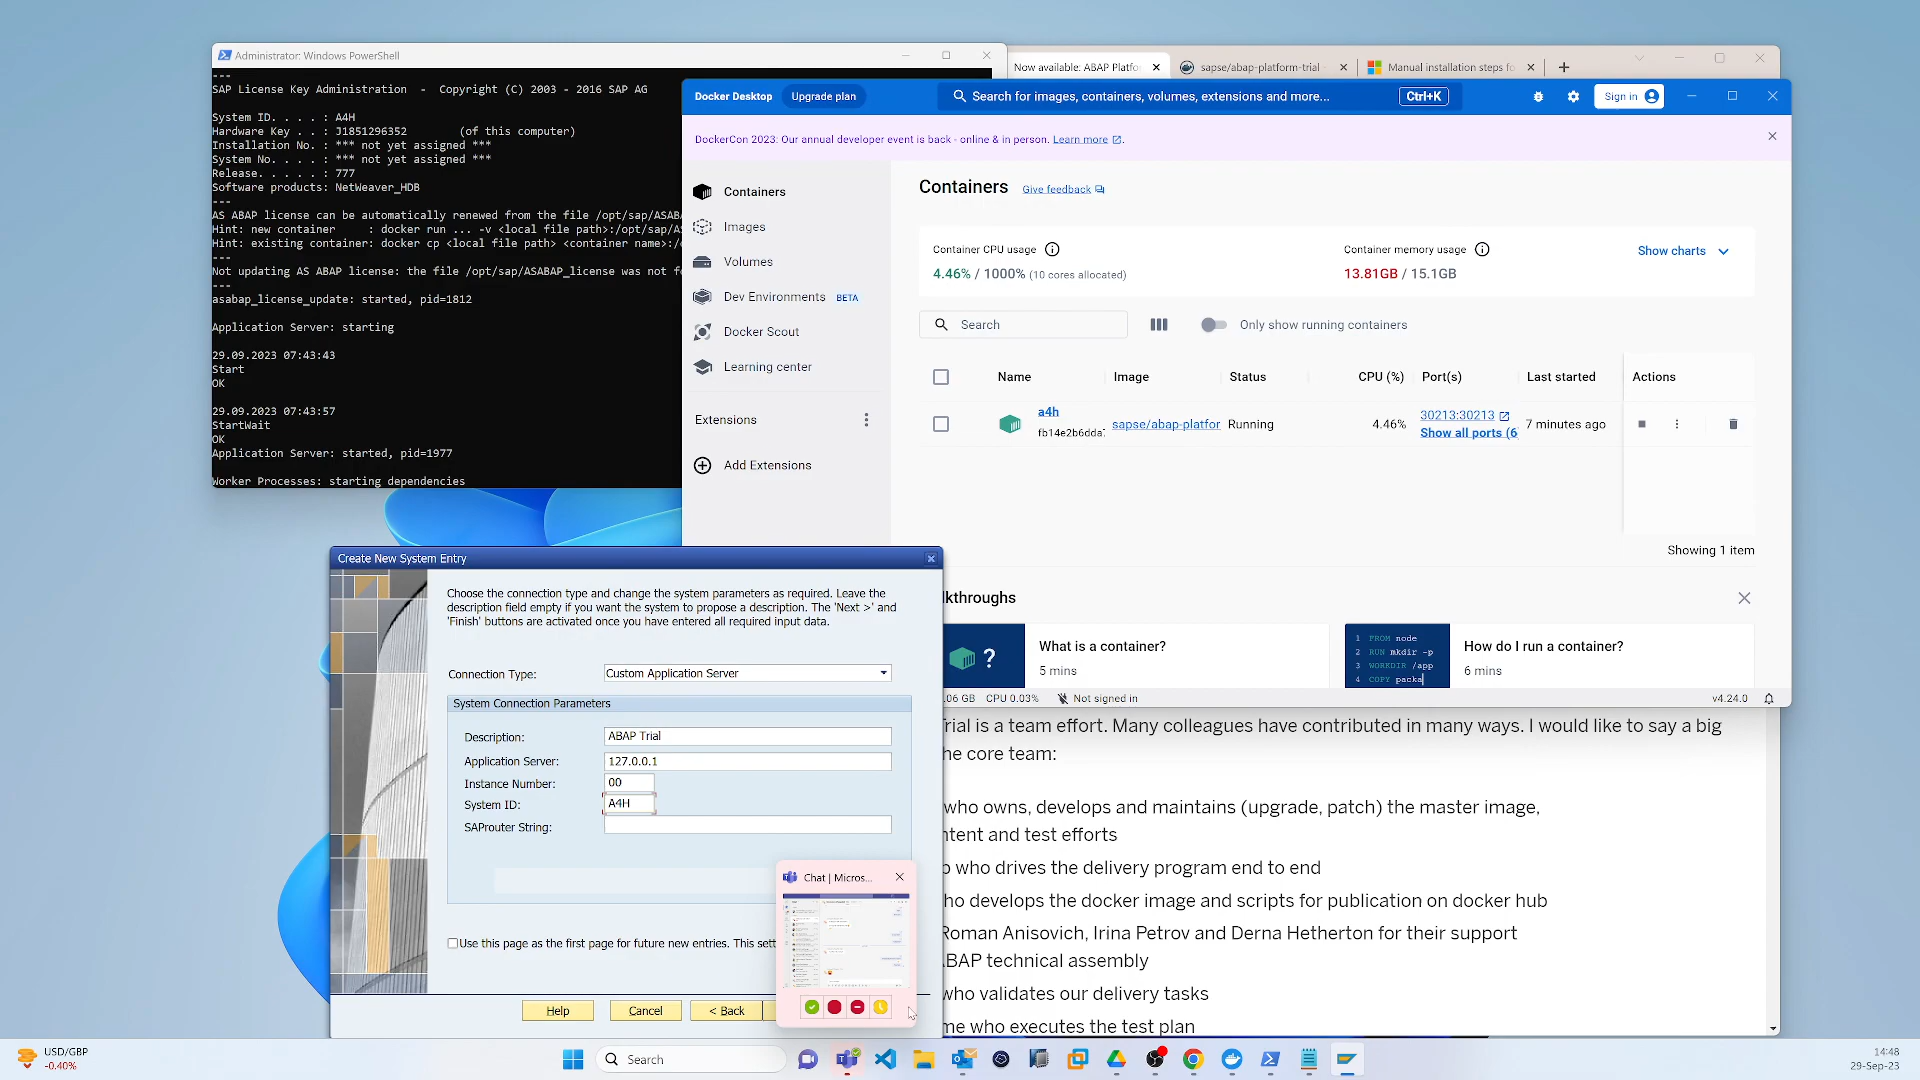 Administrator: Windows PowerShell
---
SAP License Key Administration  -  Copyright (C) 2003 - 2016 SAP AG
System ID. . . . : A4H
Hardware Key . . : J1851296352        (of this computer)
Installation No. : *** not yet assigned ***
System No. . . . : *** not yet assigned ***
Release. . . . . : 777
Software products: NetWeaver_HDB
---
AS ABAP license can be automatically renewed from the file /opt/sap/ASAB
Hint: new container     : docker run ... -v <local file path>:/opt/sap/
Hint: existing container: docker cp <local file path> <container name>:/
---
Not updating AS ABAP license: the file /opt/sap/ASABAP_license was not f
---
asabap_license_update: started, pid=1812
Application Server: starting
29.09.2023 07:43:43
Start
OK
29.09.2023 07:43:57
StartWait
OK
Application Server: started, pid=1977
Worker Processes: starting dependencies
Now available: ABAP Platfo
sapse/abap-platform-trial
Manual installation steps fo
Docker Desktop
Upgrade plan
Search for images, containers, volumes, extensions and more...
Ctrl+K
Sign in
DockerCon 2023: Our annual developer event is back - online & in person. Learn more .
Containers
Images
Volumes
Dev Environments BETA
Docker Scout
Learning center
Extensions
Add Extensions
Containers Give feedback
Container CPU usage
4.46% / 1000% (10 cores allocated)
Container memory usage
13.81GB / 15.1GB
Show charts
Search
Only show running containers
Name Image Status CPU (%) Port(s) Last started Actions
a4h
fb14e2b6dda
sapse/abap-platfor
Running
4.46%
30213:30213
Show all ports (6
7 minutes ago
Showing 1 item
kthroughs
What is a container?
5 mins
1 FROM node
2 RUN mkdir -p
3 WORKDIR /app
4 COPY packa
How do I run a container?
6 mins
.06 GB CPU 0.03% Not signed in
v4.24.0
Create New System Entry
Choose the connection type and change the system parameters as required. Leave the
description field empty if you want the system to propose a description. The 'Next >' and
'Finish' buttons are activated once you have entered all required input data.
Connection Type: Custom Application Server
System Connection Parameters
Description: ABAP Trial
Application Server: 127.0.0.1
Instance Number: 00
System ID: A4H
SAProuter String:
Use this page as the first page for future new entries. This sett
Help
Cancel
< Back
Chat | Micros...
rial is a team effort. Many colleagues have contributed in many ways. I would like to say a big
he core team:
who owns, develops and maintains (upgrade, patch) the master image,
ntent and test efforts
who drives the delivery program end to end
ho develops the docker image and scripts for publication on docker hub
Roman Anisovich, Irina Petrov and Derna Hetherton for their support
BAP technical assembly
who validates our delivery tasks
me who executes the test plan
USD/GBP
-0.40%
Search
14:48
29-Sep-23